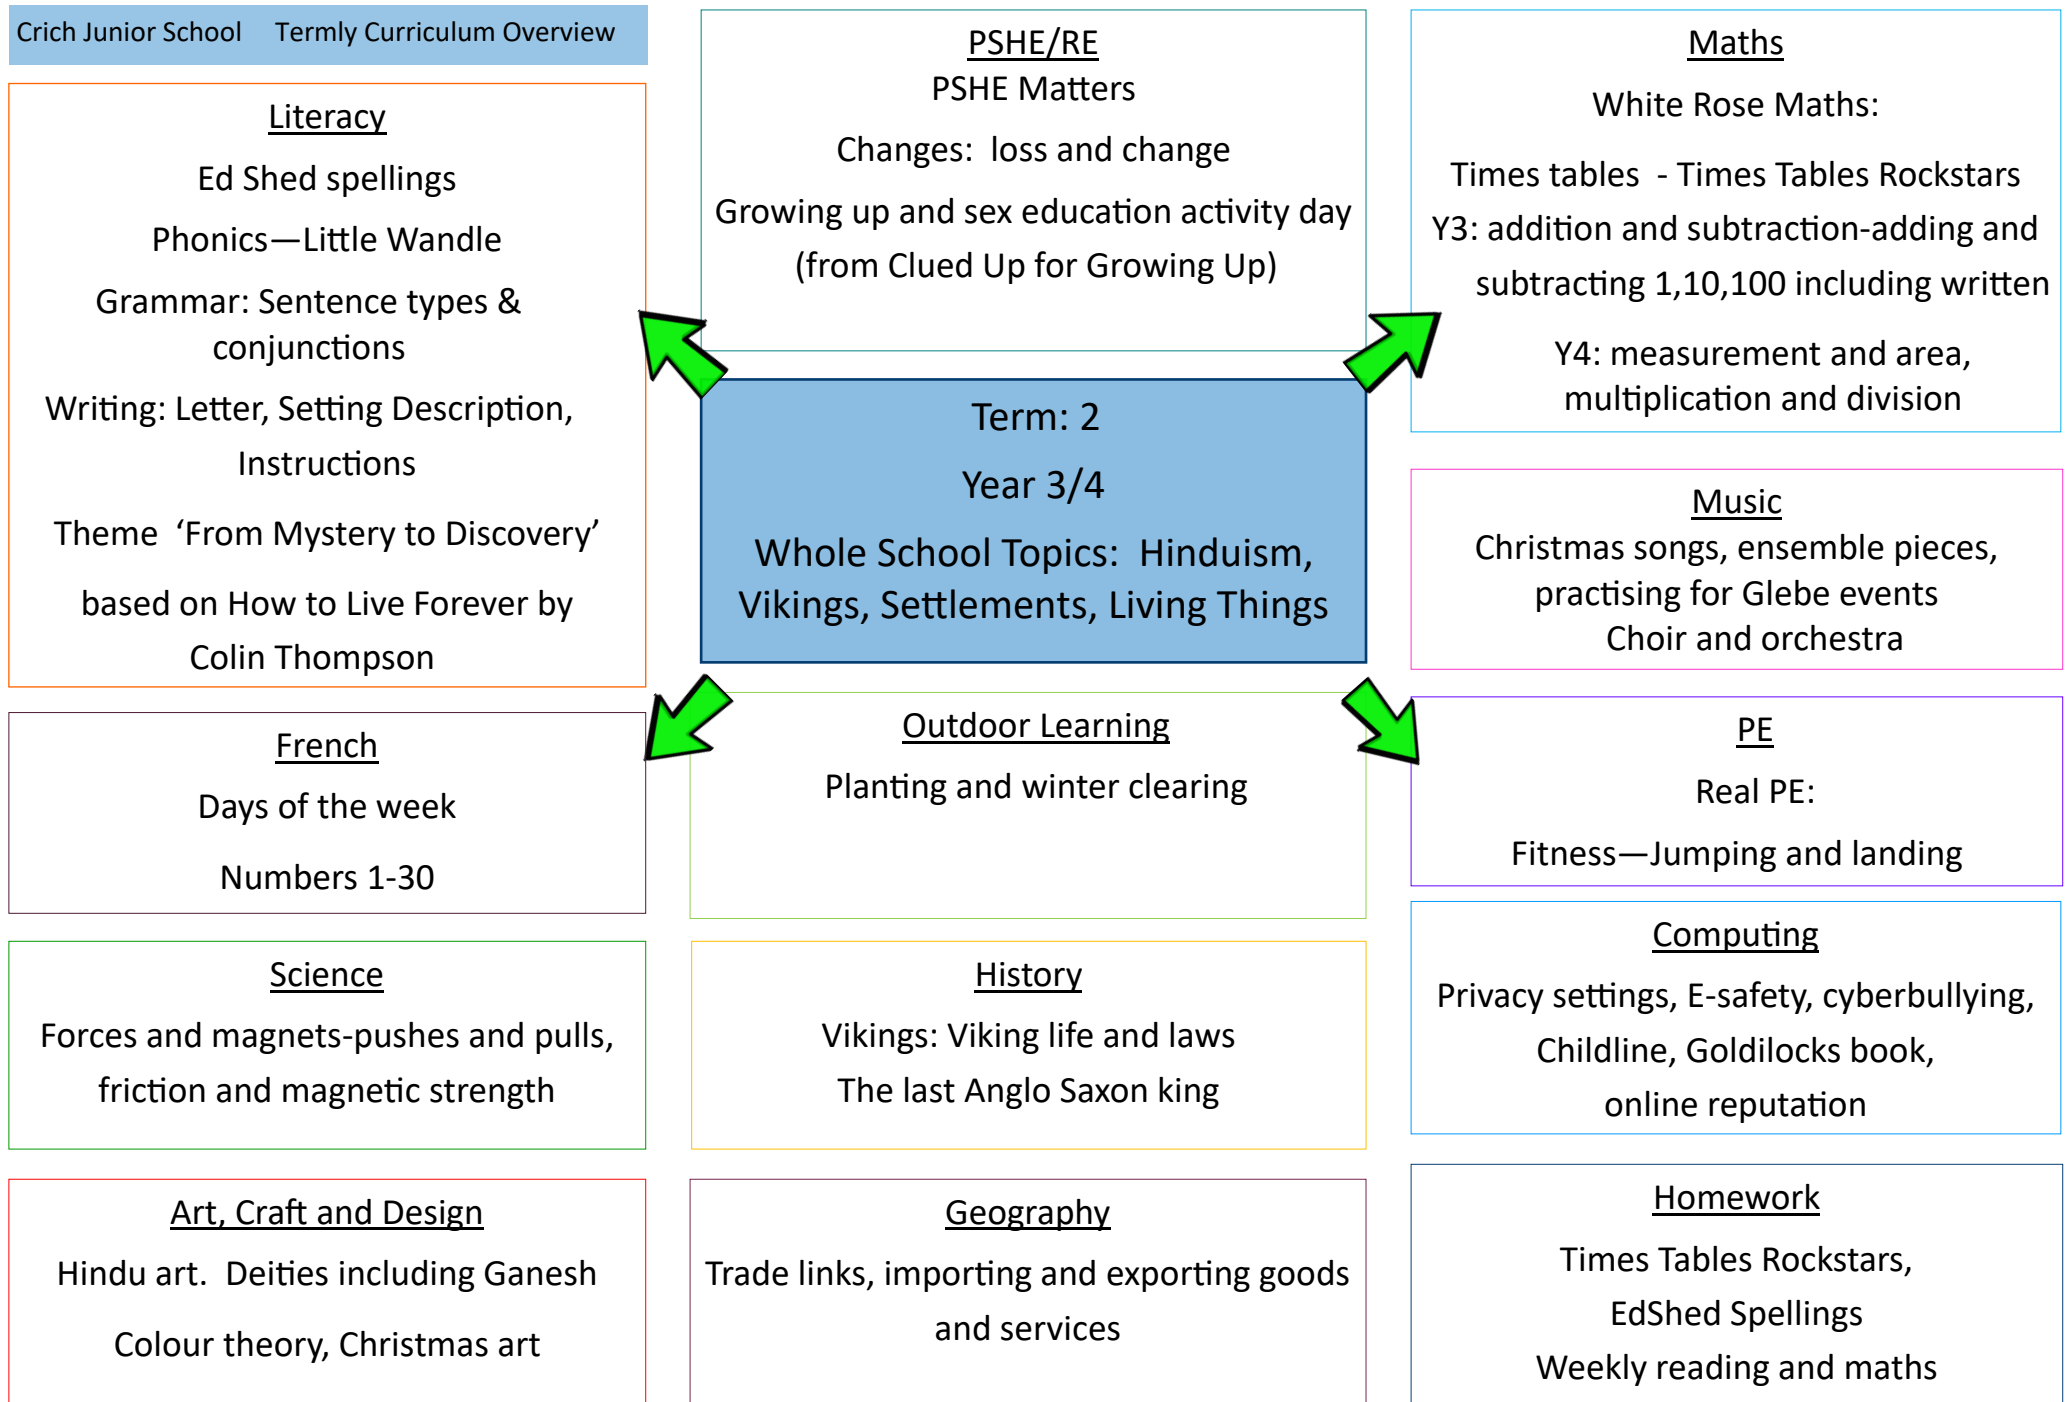 Crich Junior School Termly Curriculum Overview
Literacy
Ed Shed spellings
Phonics—Little Wandle
Grammar: Sentence types &
conjunctions
Writing: Letter, Setting Description,
Instructions
Theme ‘From Mystery to Discovery’
based on How to Live Forever by
Colin Thompson
PSHE/RE
PSHE Matters
Changes: loss and change
Growing up and sex education activity day
(from Clued Up for Growing Up)
Maths
White Rose Maths:
Times tables - Times Tables Rockstars
Y3: addition and subtraction-adding and
subtracting 1,10,100 including written
Y4: measurement and area,
multiplication and division
Term: 2
Year 3/4
Whole School Topics: Hinduism,
Vikings, Settlements, Living Things
Music
Christmas songs, ensemble pieces,
practising for Glebe events
Choir and orchestra
French
Days of the week
Numbers 1-30
Outdoor Learning
Planting and winter clearing
PE
Real PE:
Fitness—Jumping and landing
Science
Forces and magnets-pushes and pulls,
friction and magnetic strength
History
Vikings: Viking life and laws
The last Anglo Saxon king
Computing
Privacy settings, E-safety, cyberbullying,
Childline, Goldilocks book,
online reputation
Art, Craft and Design
Hindu art. Deities including Ganesh
Colour theory, Christmas art
Geography
Trade links, importing and exporting goods
and services
Homework
Times Tables Rockstars,
EdShed Spellings
Weekly reading and maths